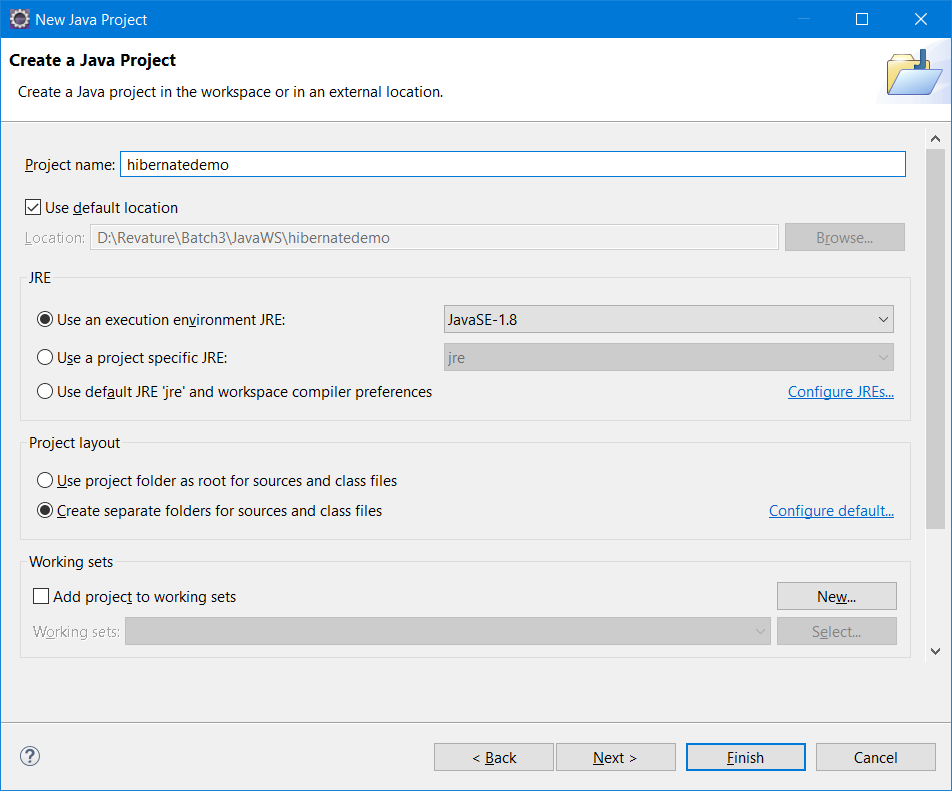 New Java Project
Create a Java Project
Create a Java project in the workspace or in an external location.
Project name: hibernatedemo
Use default location
Location: D:\Revature\Batch3\JavaWS\hibernatedemo Browse...
JRE
Use an execution environment JRE: JavaSE-1.8
Use a project specific JRE: jre
Use default JRE 'jre' and workspace compiler preferences Configure JREs...
Project layout
Use project folder as root for sources and class files
Create separate folders for sources and class files Configure default...
Working sets
Add project to working sets New...
Working sets: Select...
? < Back Next > Finish Cancel